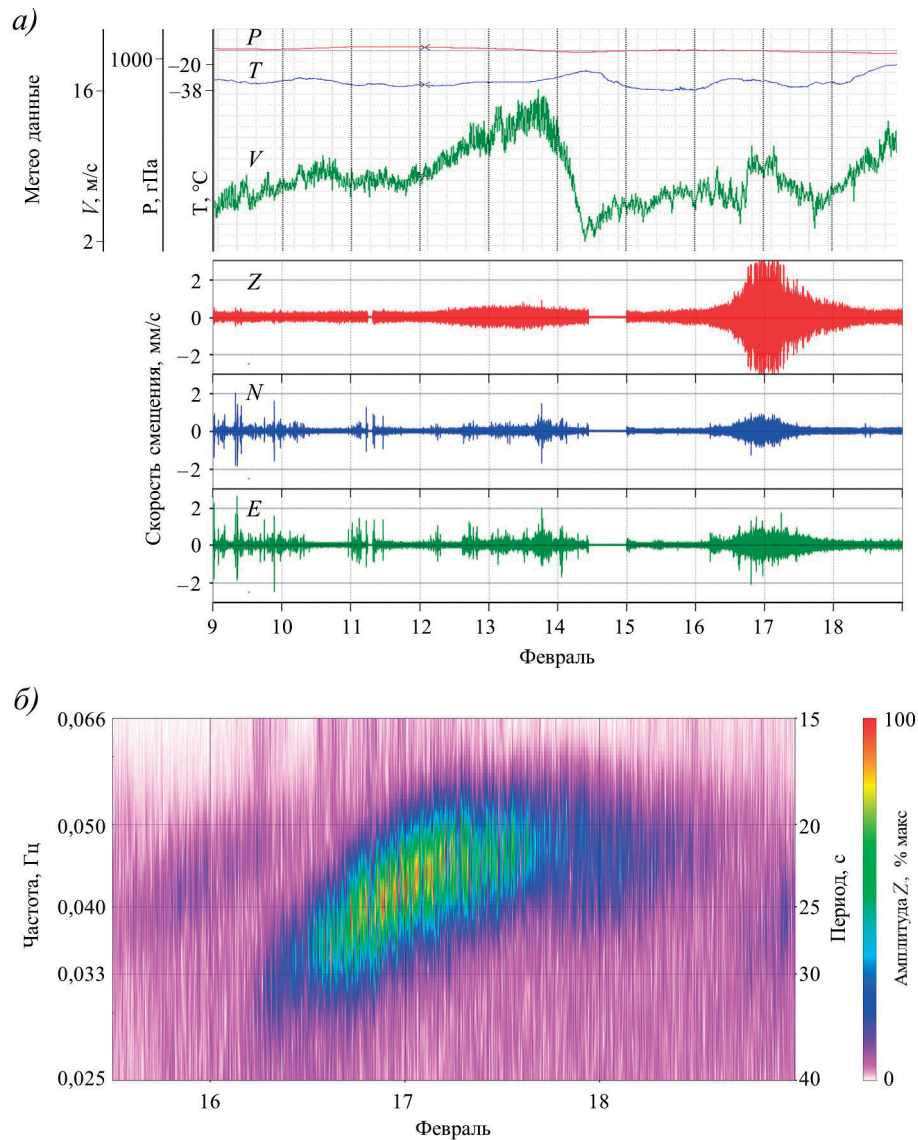 а)
Метео данные
V, м/с
16
2
P, гПа
1000
T, °C
−20
−38
P
T
V
Скорость смещения, мм/с
2
0
−2
Z
2
0
−2
N
2
0
−2
E
9 10 11 12 13 14 15 16 17 18
Февраль
б)
Частота, Гц
0,066
0,050
0,040
0,033
0,025
16 17 18
Февраль
15
20
25
30
40
Период, с
100
0
Амплитуда Z, % макс